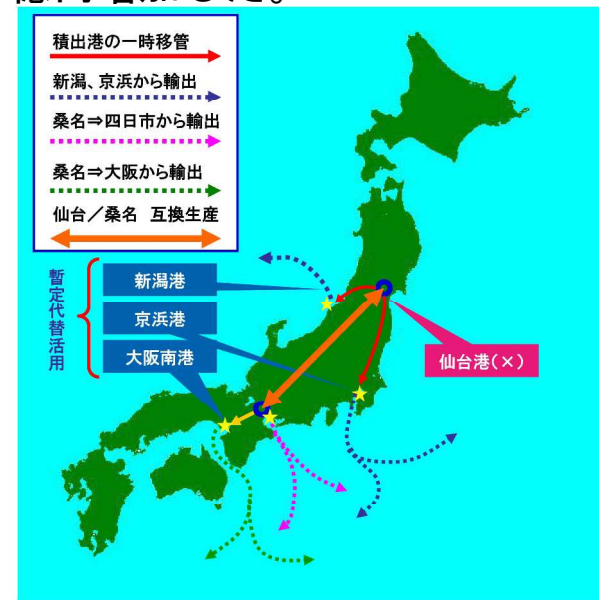 積出港の一時移管
新潟、京浜から輸出
桑名⇒四日市から輸出
桑名⇒大阪から輸出
仙台／桑名 互換生産
暫定代替活用
新潟港
京浜港
大阪南港
仙台港（×）